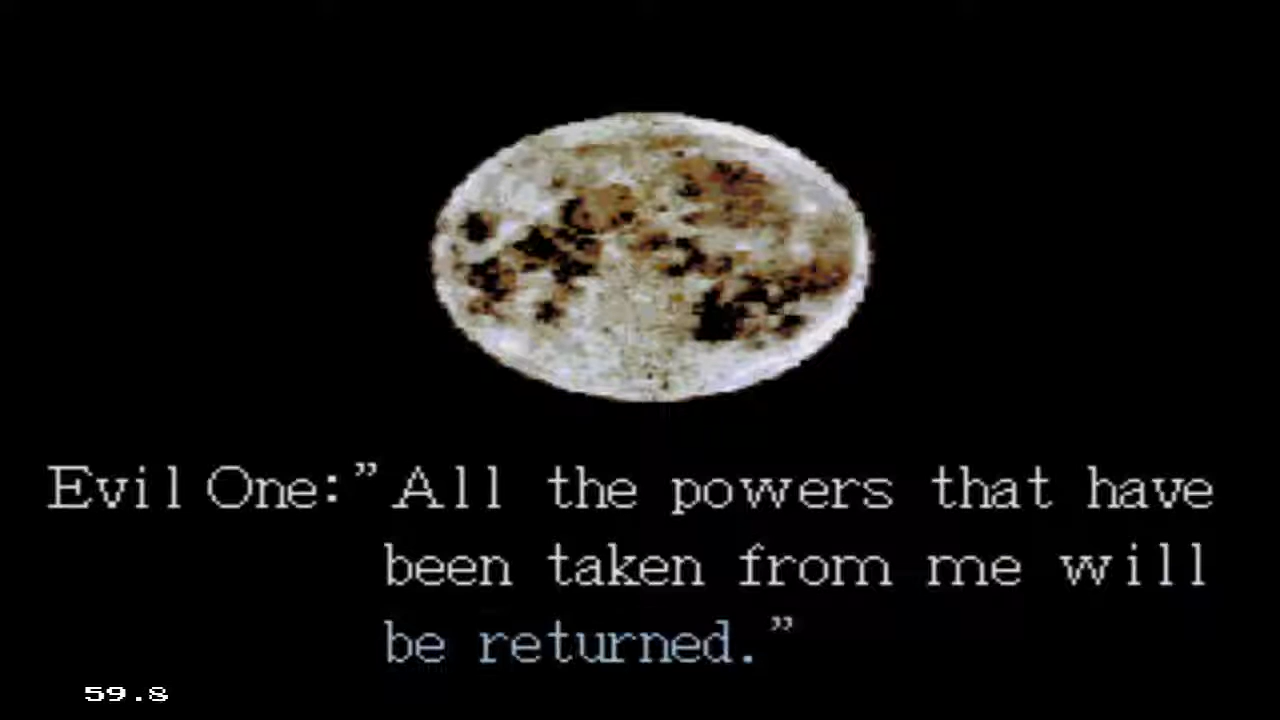 Evil One:”All the powers that have
been taken from me will
be returned.”
59.8